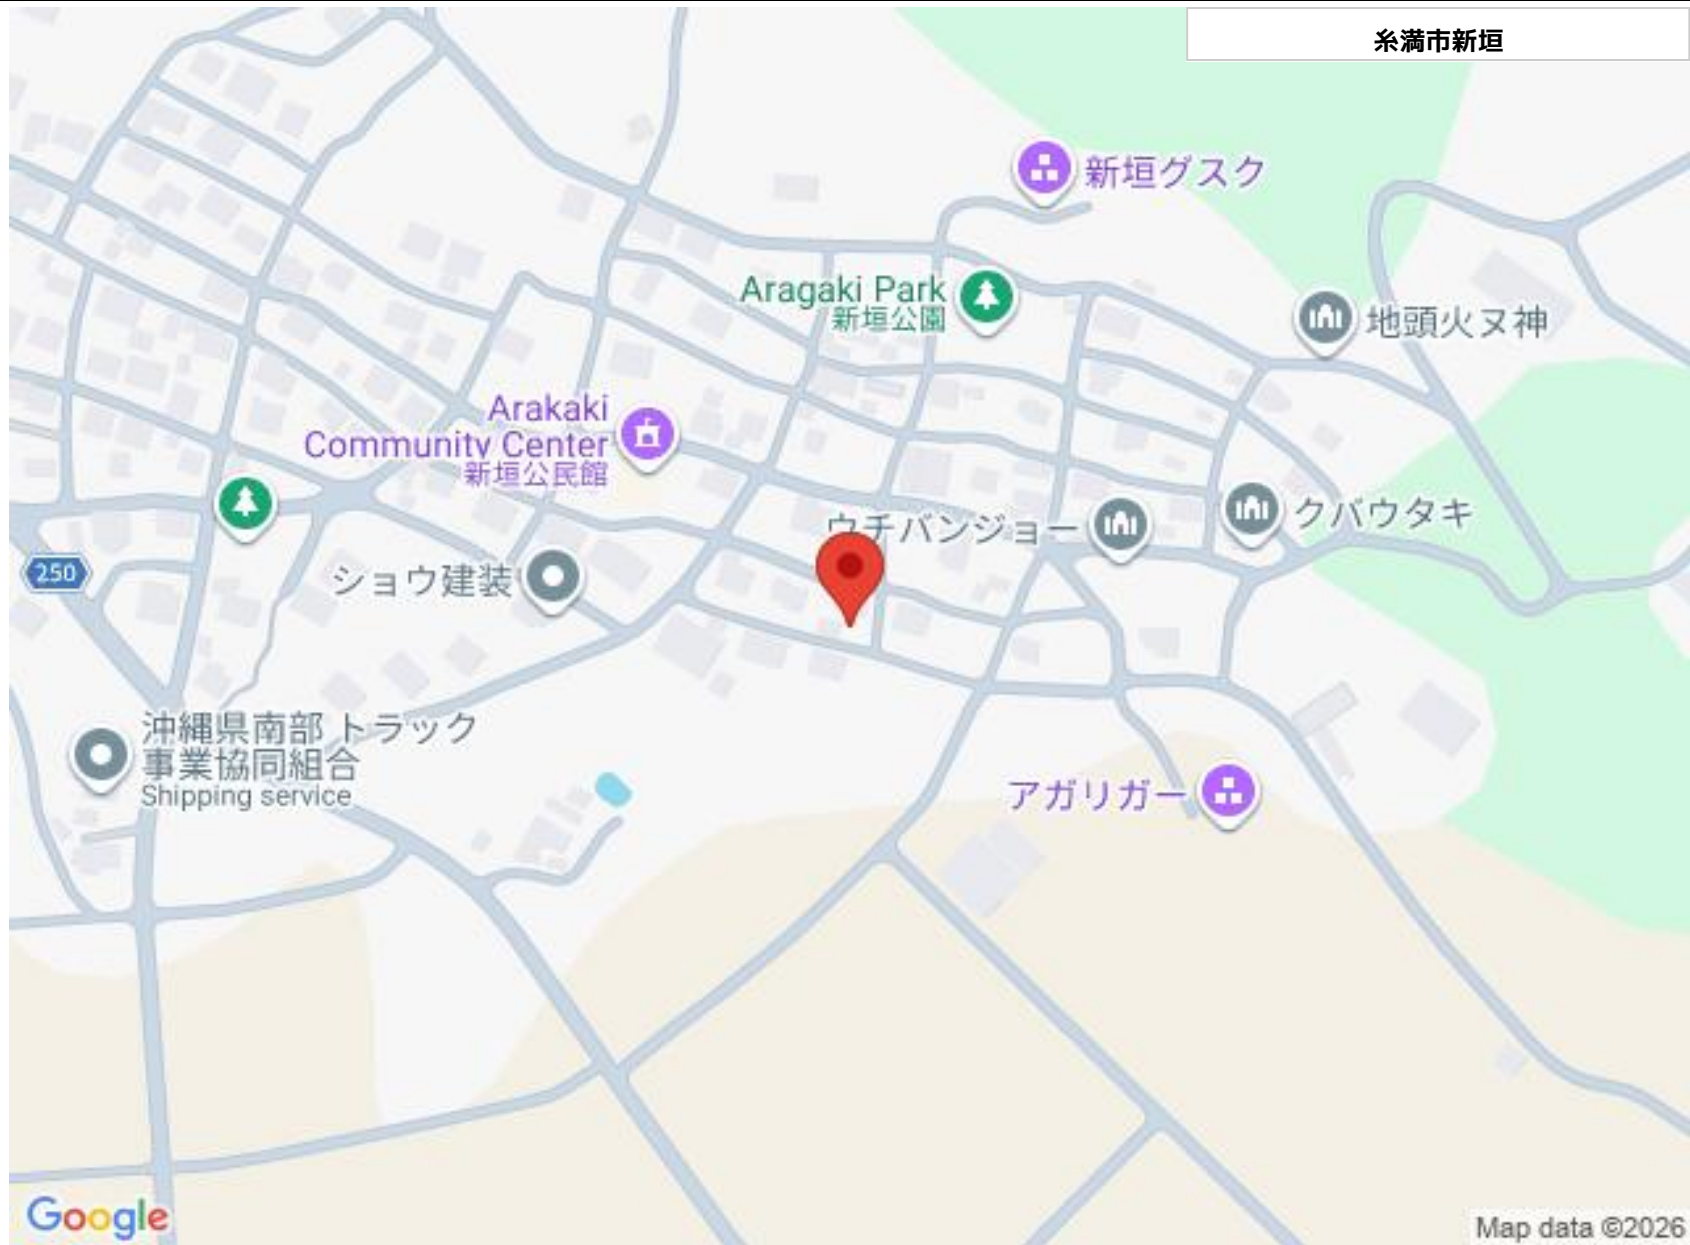 糸満市新垣
新垣グスク
Aragaki Park
新垣公園
地頭火ヌ神
Arakaki
Community Center
新垣公民館
ウチバンジョー
クバウタキ
250
ショウ建装
沖縄県南部トラック
事業協同組合
Shipping service
アガリガー
Google
Map data ©2026